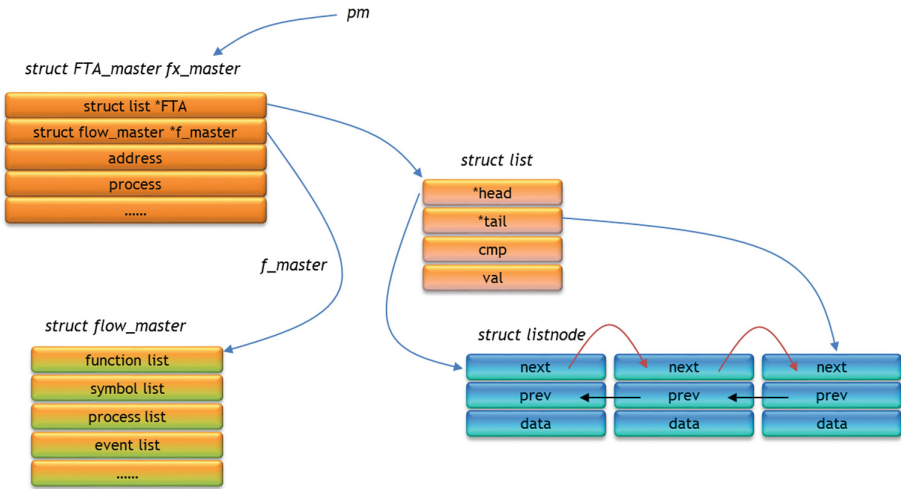 pm
struct FTA_master fx_master
struct list *FTA
struct flow_master *f_master
address
process
......
struct list
*head
*tail
cmp
val
f_master
struct flow_master
function list
symbol list
process list
event list
......
struct listnode
next next next
prev prev prev
data data data